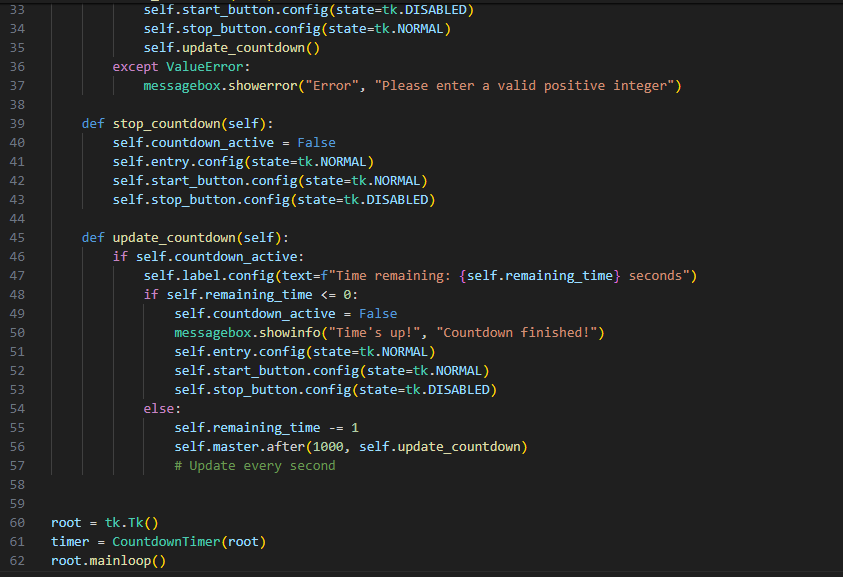 33 self.start_button.config(state=tk.DISABLED)
34 self.stop_button.config(state=tk.NORMAL)
35 self.update_countdown()
36 except ValueError:
37 messagebox.showerror("Error", "Please enter a valid positive integer")
38
39 def stop_countdown(self):
40 self.countdown_active = False
41 self.entry.config(state=tk.NORMAL)
42 self.start_button.config(state=tk.NORMAL)
43 self.stop_button.config(state=tk.DISABLED)
44
45 def update_countdown(self):
46 if self.countdown_active:
47 self.label.config(text=f"Time remaining: {self.remaining_time} seconds")
48 if self.remaining_time <= 0:
49 self.countdown_active = False
50 messagebox.showinfo("Time's up!", "Countdown finished!")
51 self.entry.config(state=tk.NORMAL)
52 self.start_button.config(state=tk.NORMAL)
53 self.stop_button.config(state=tk.DISABLED)
54 else:
55 self.remaining_time -= 1
56 self.master.after(1000, self.update_countdown)
57 # Update every second
58
59
60 root = tk.Tk()
61 timer = CountdownTimer(root)
62 root.mainloop()